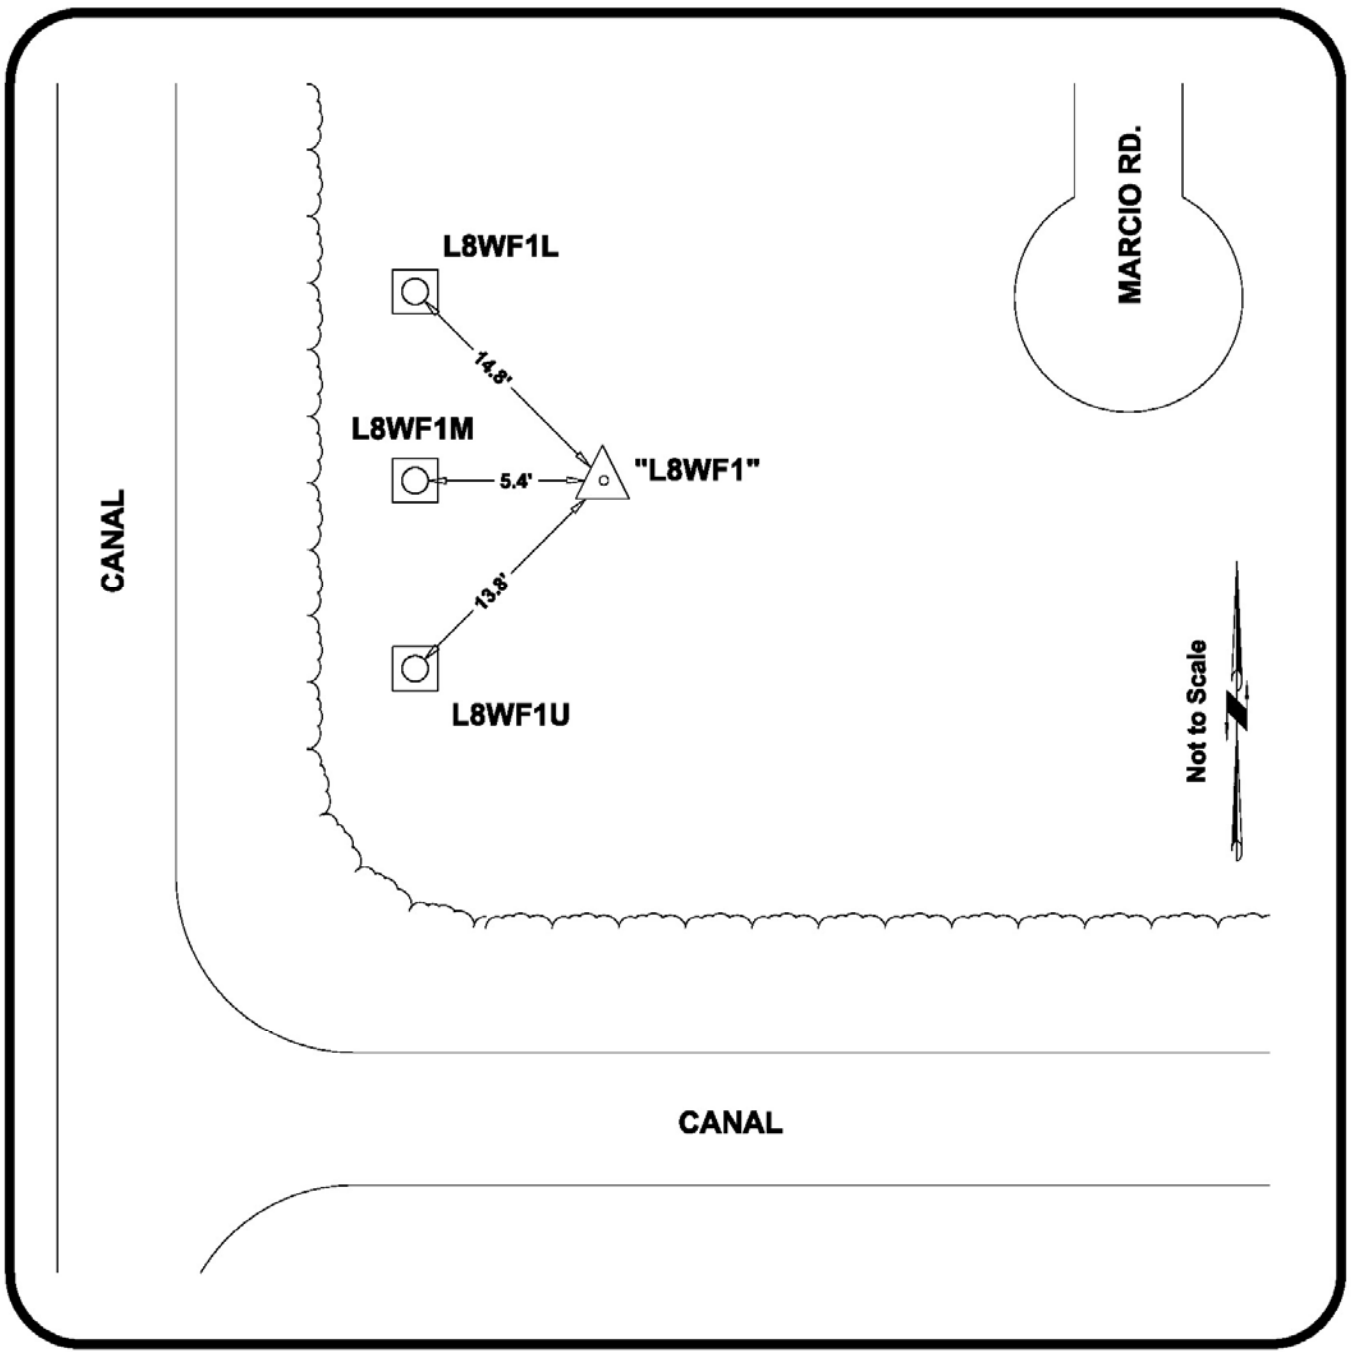 MARCIO RD.
L8WF1L
14.8'
L8WF1M
5.4'
"L8WF1"
CANAL
13.8'
Not to Scale
L8WF1U
CANAL